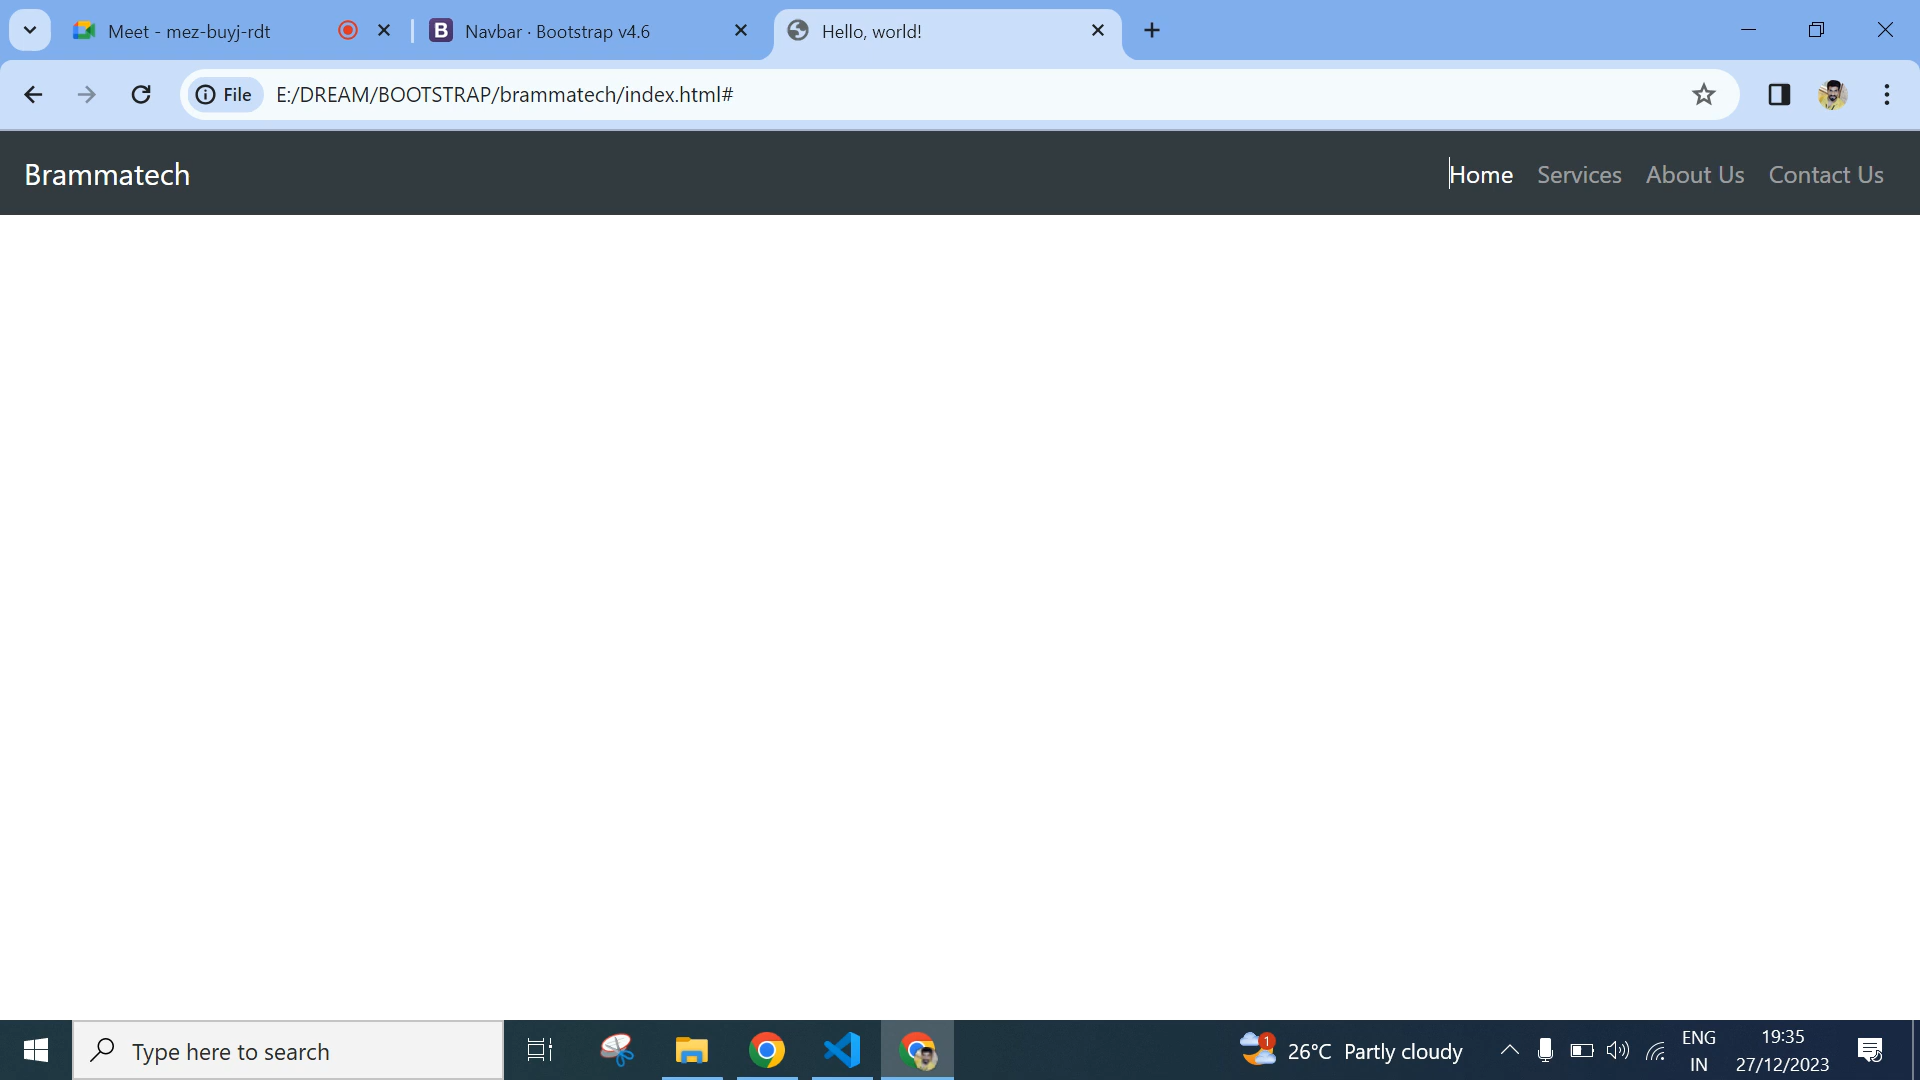 Meet - mez-buyj-rdt
Navbar · Bootstrap v4.6
Hello, world!
File E:/DREAM/BOOTSTRAP/brammatech/index.html#
Brammatech Home Services About Us Contact Us
Type here to search
1
26°C Partly cloudy
ENG
IN
19:35
27/12/2023